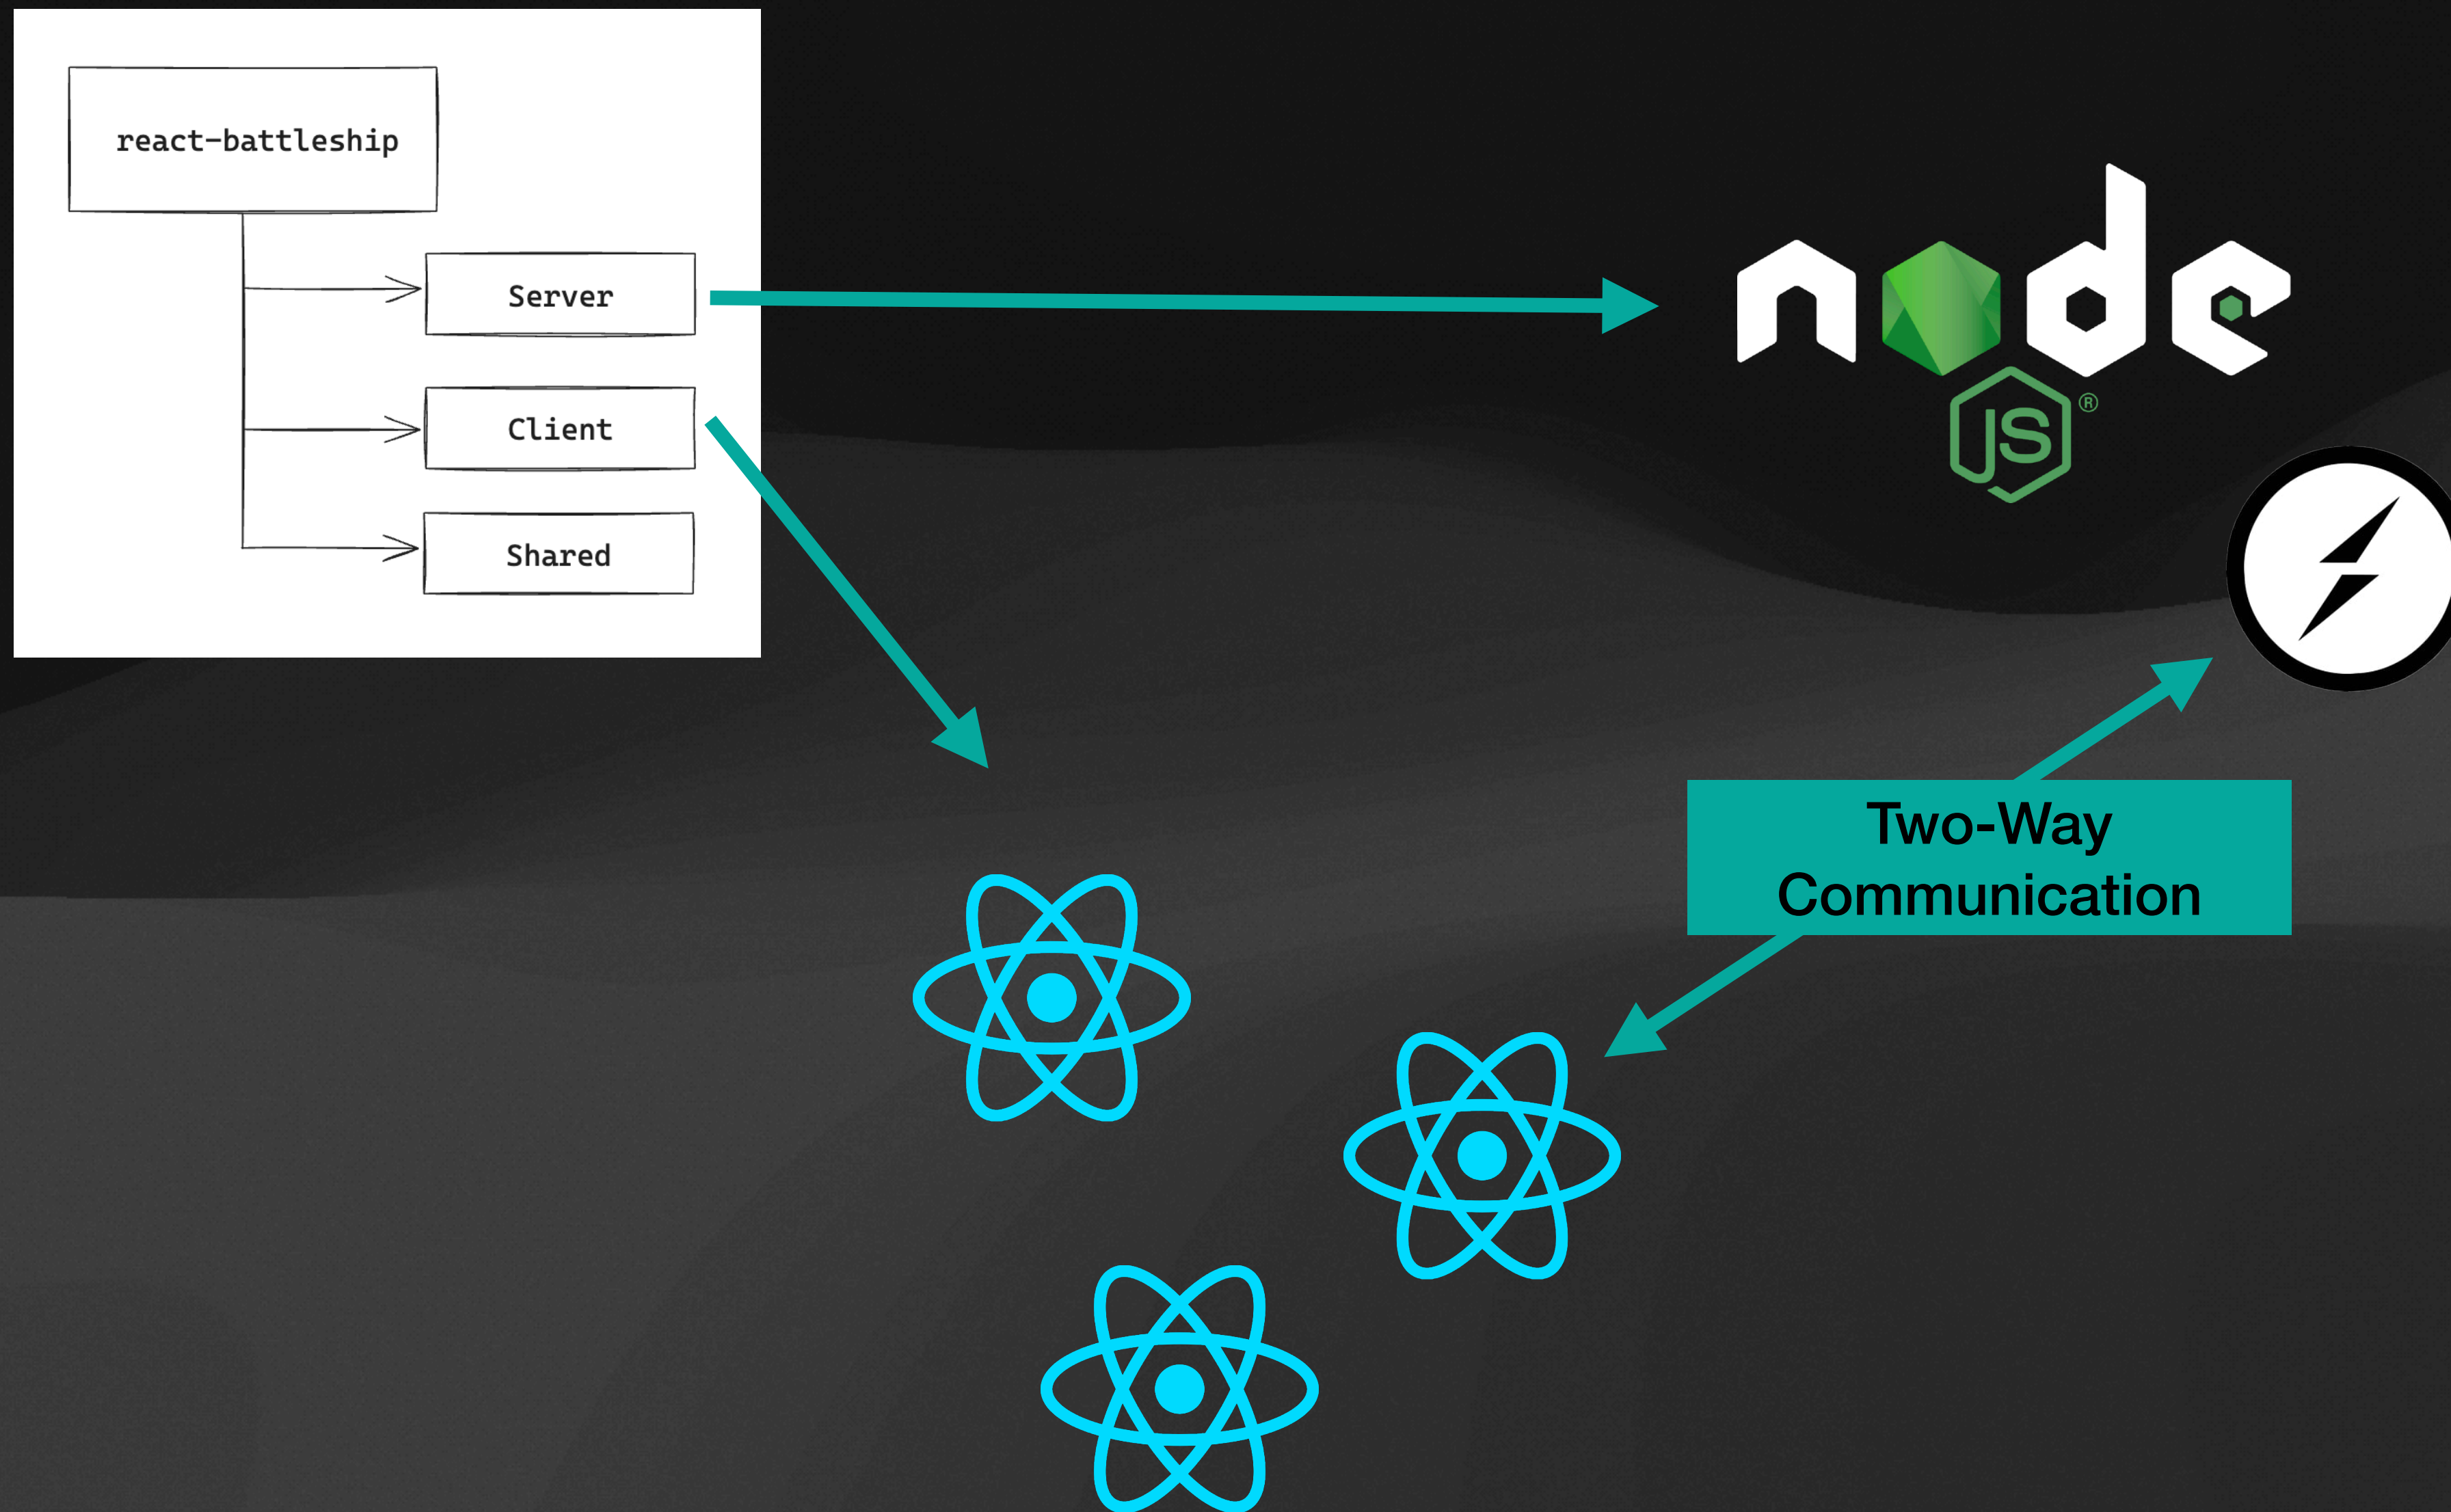 react-battleship
Server
Client
Shared
node
JS®
Two-Way
Communication